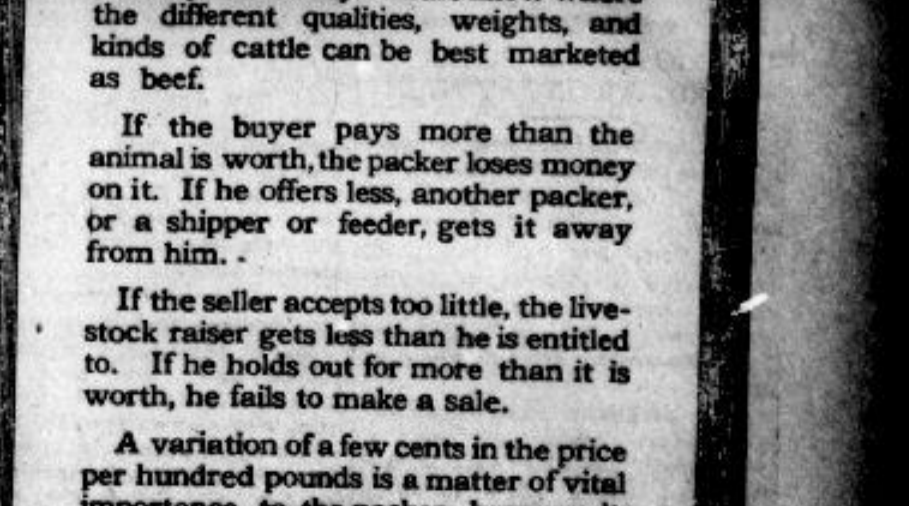 the different qualities, weights, and
kinds of cattle can be best marketed
as beef.
If the buyer pays more than the
animal is worth, the packer loses money
on it. If he offers less, another packer,
or a shipper or feeder, gets it away
from him.
If the seller accepts too little, the live-
stock raiser gets less than he is entitled
to. If he holds out for more than it is
worth, he fails to make a sale.
A variation of a few cents in the price
per hundred pounds is a matter of vital